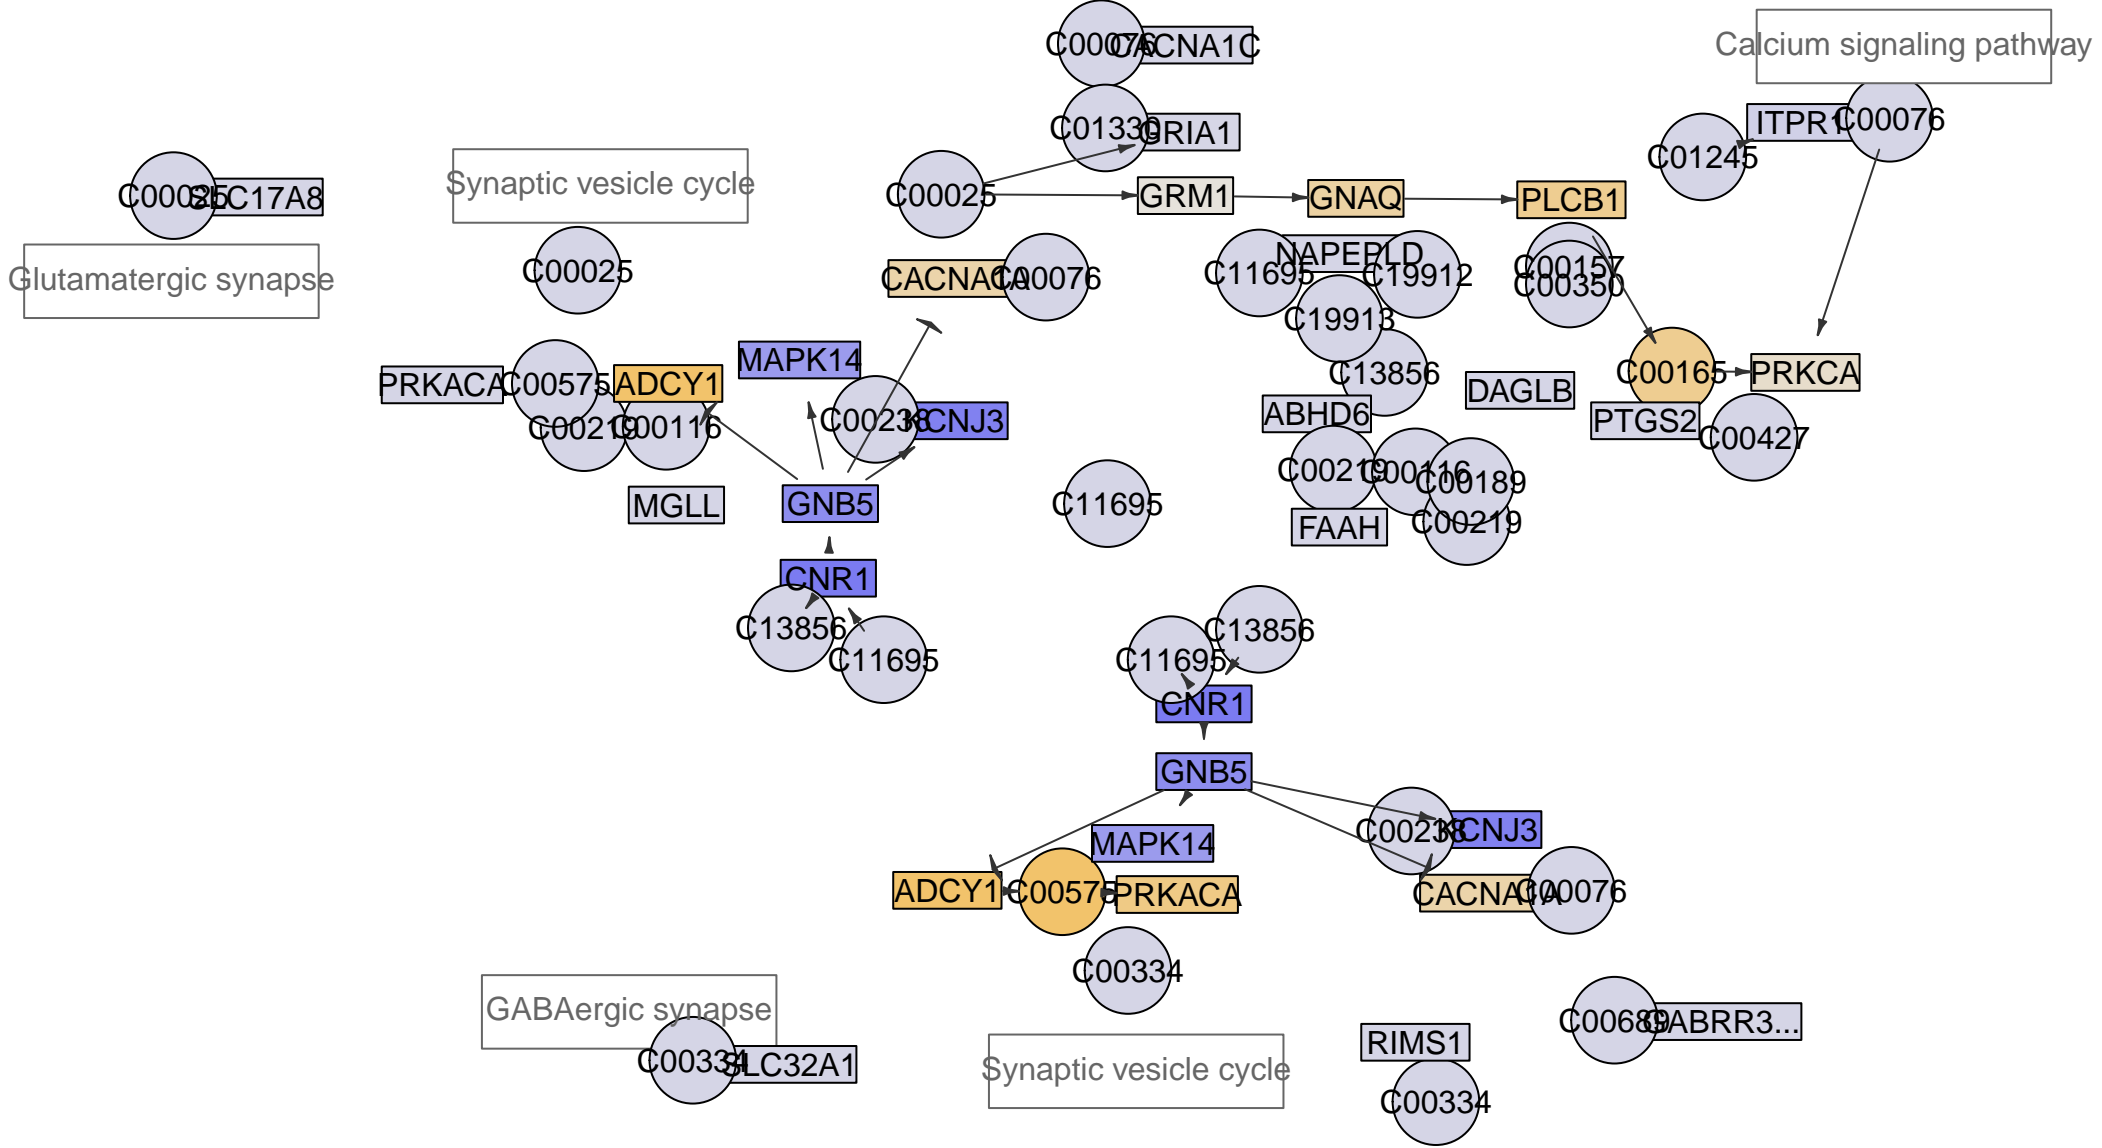 C00076
CACNA1C
Calcium signaling pathway
C01330
GRIA1
ITPR1
C00076
C01245
Synaptic vesicle cycle
C00025
SLC17A8
C00025
GRM1
GNAQ
PLCB1
Glutamatergic synapse
C00025
CACNA1A
C00076
NAPEPLD
C11695
C19912
C00157
C00350
C19913
MAPK14
C13856
C00165
PRKCA
PRKACA
C00575
ADCY1
DAGLB
ABHD6
PTGS2
C00219
C00116
C00238
KCNJ3
C00427
C00219
C00116
C00189
MGLL
GNB5
C11695
C00219
FAAH
CNR1
C13856
C11695
C11695
C13856
CNR1
GNB5
C00238
KCNJ3
MAPK14
ADCY1
C00575
PRKACA
CACNA1A
C00076
C00334
GABAergic synapse
C00689
GABRR3...
RIMS1
C00334
SLC32A1
Synaptic vesicle cycle
C00334